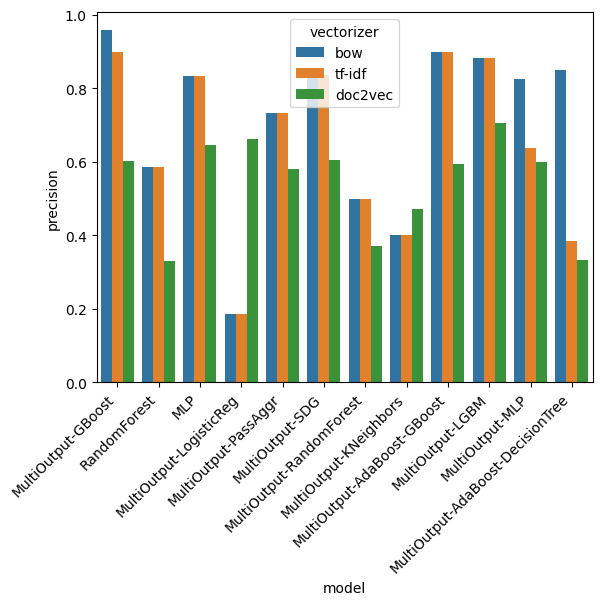 vectorizer
bow
tf-idf
doc2vec
precision
1.0
0.8
0.6
0.4
0.2
0.0
MultiOutput-GBoost
RandomForest
MLP
MultiOutput-LogisticReg
MultiOutput-PassAggr
MultiOutput-SDG
MultiOutput-RandomForest
MultiOutput-KNeighbors
MultiOutput-AdaBoost-GBoost
MultiOutput-LGBM
MultiOutput-MLP
MultiOutput-AdaBoost-DecisionTree
model